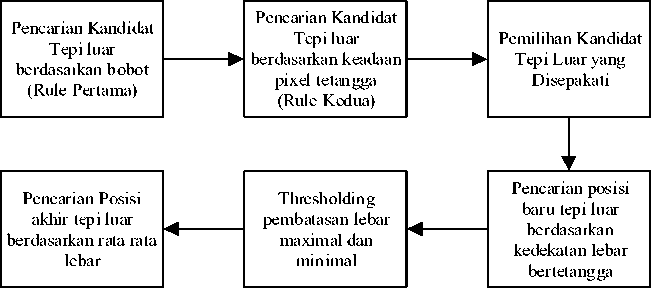 Pencarian Kandidat
Tepi luar
berdasarkan bobot
(Rule Pertama)
Pencarian Kandidat
Tepi luar
berdasarkan keadaan
pixel tetangga
(Rule Kedua)
Pemilihan Kandidat
Tepi Luar yang
Disepakati
Pencarian posisi
baru tepi luar
berdasarkan
kedekatan lebar
bertetangga
Thresholding
pembatasan lebar
maximal dan
minimal
Pencarian Posisi
akhir tepi luar
berdasarkan rata rata
lebar